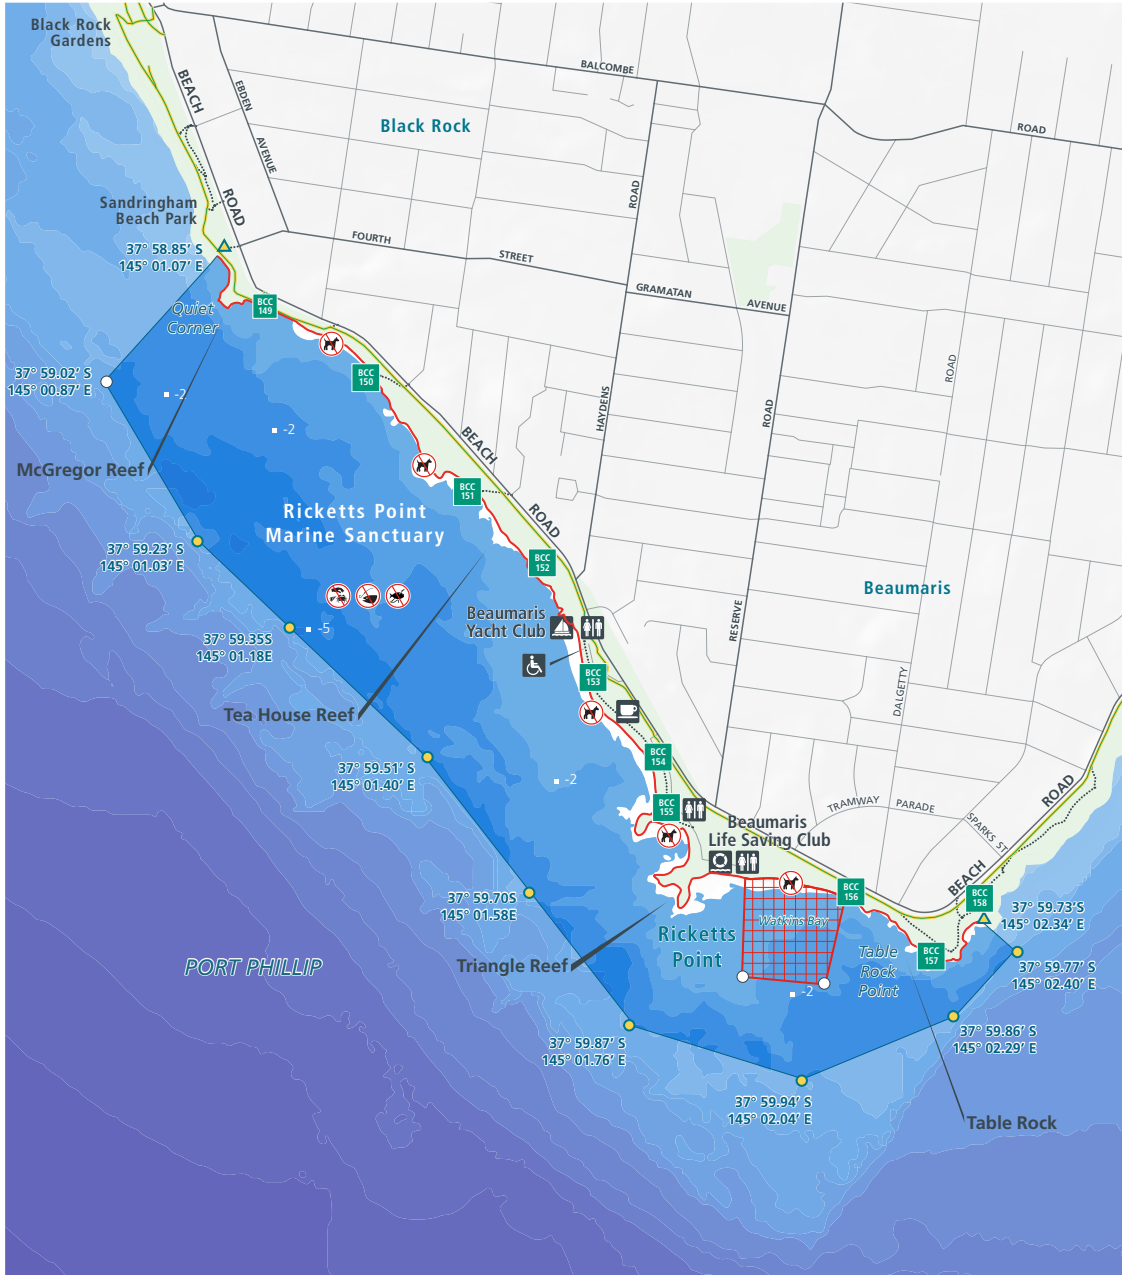 Black Rock
Gardens
BEACH
EBDEN
AVENUE
BALCOMBE
ROAD
Black Rock
ROAD
Sandringham
Beach Park
ROAD
37° 58.85' S
145° 01.07' E
FOURTH
STREET
GRAMATAN
AVENUE
Quiet
Corner
BCC
149
37° 59.02' S
145° 00.87' E
-2
-2
BCC
150
ROAD
HAYDENS
ROAD
BEACH
McGregor Reef
BCC
151
Ricketts Point
Marine Sanctuary
ROAD
37° 59.23' S
145° 01.03' E
BCC
152
Beaumaris
-5
37° 59.35S
145° 01.18E
Beaumaris
Yacht Club
RESERVE
BCC
153
DALGETTY
Tea House Reef
BCC
154
37° 59.51' S
145° 01.40' E
-2
BCC
155
TRAMWAY
PARADE
SPARKS ST
ROAD
Beaumaris
Life Saving Club
BEACH
BCC
156
BCC
158
37° 59.70S
145° 01.58E
37° 59.73'S
145° 02.34' E
Watkins Bay
Ricketts
Point
Table
Rock
Point
BCC
157
PORT PHILLIP
Triangle Reef
37° 59.77' S
145° 02.40' E
-2
37° 59.87' S
145° 01.76' E
37° 59.86' S
145° 02.29' E
37° 59.94' S
145° 02.04' E
Table Rock